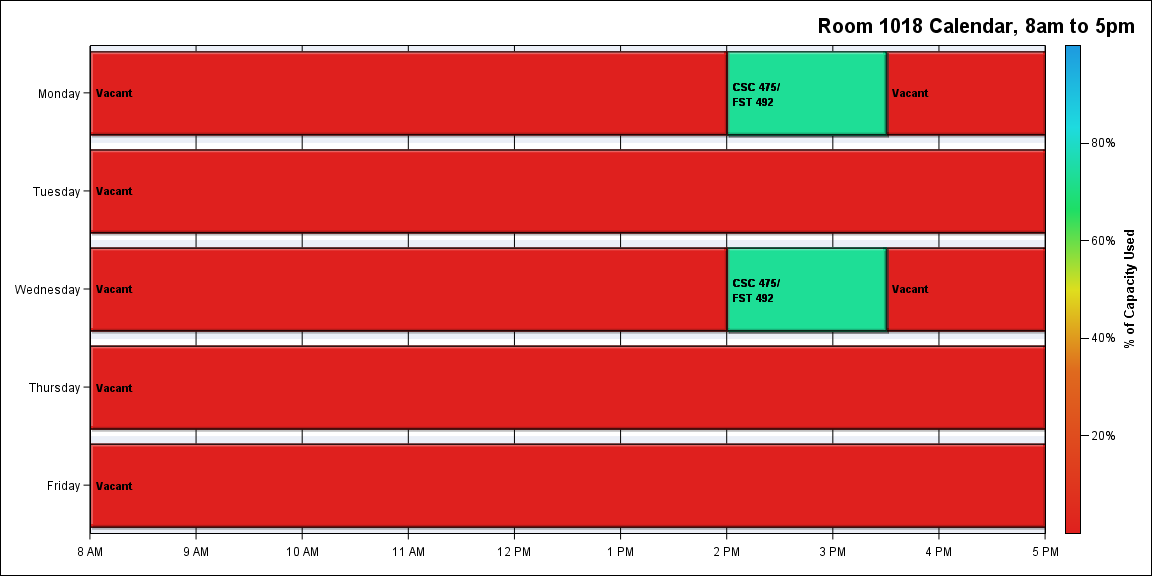 Room 1018 Calendar, 8am to 5pm
Monday
Vacant
CSC 475/
FST 492
Vacant
Tuesday
Vacant
Wednesday
Vacant
CSC 475/
FST 492
Vacant
Thursday
Vacant
Friday
Vacant
8 AM
9 AM
10 AM
11 AM
12 PM
1 PM
2 PM
3 PM
4 PM
5 PM
80%
60%
40%
20%
% of Capacity Used